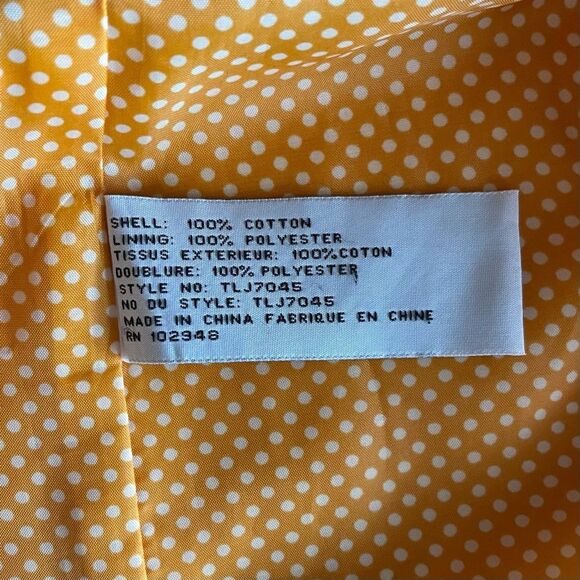 SHELL: 100% COTTON
LINING: 100% POLYESTER
TISSUS EXTERIEUR: 100%COTON
DOUBLURE: 100% POLYESTER
STYLE NO: TLJ7045
NO DU STYLE: TLJ7045
MADE IN CHINA FABRIQUE EN CHINE
RN 102948